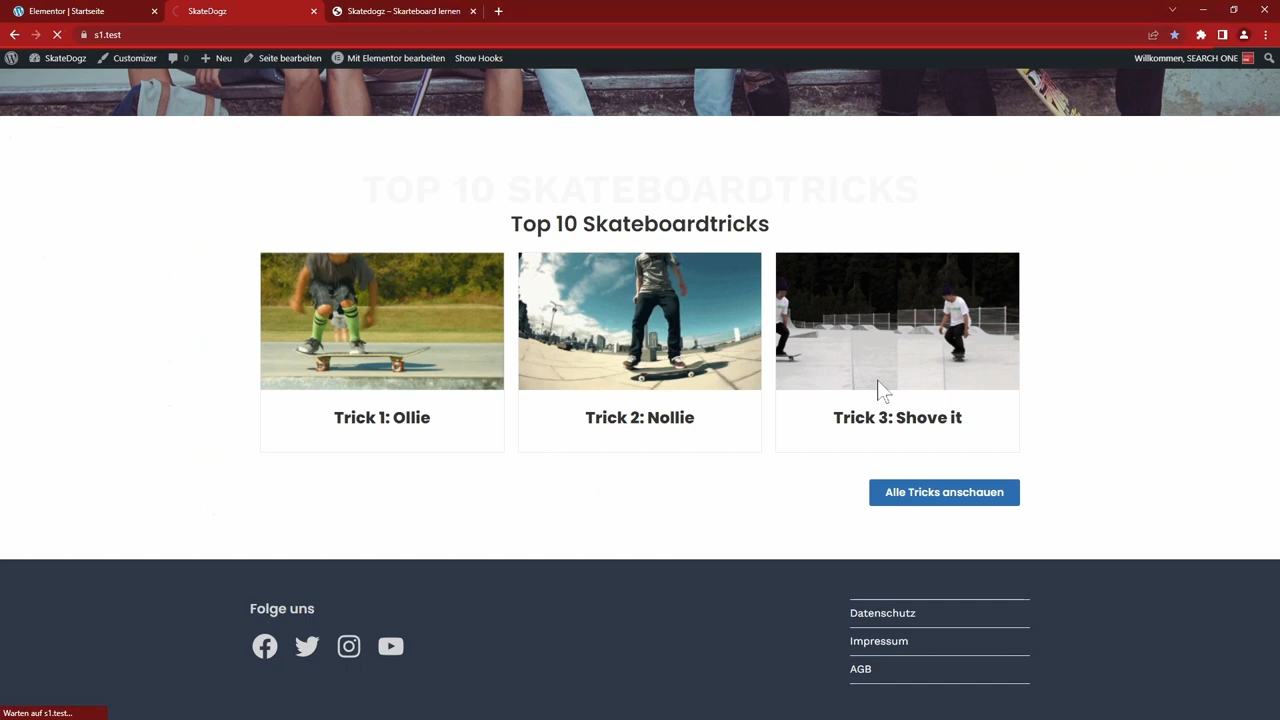 Elementor | Startseite
SkateDogz
Skatedogz – Skarteboard lernen
s1.test
SkateDogz
Customizer
0
Neu
Seite bearbeiten
Mit Elementor bearbeiten
Show Hooks
Willkommen, SEARCH ONE
TOP 10 SKATEBOARDTRICKS
Top 10 Skateboardtricks
Trick 1: Ollie
Trick 2: Nollie
Trick 3: Shove it
Alle Tricks anschauen
Folge uns
Datenschutz
Impressum
AGB
Warten auf s1.test...